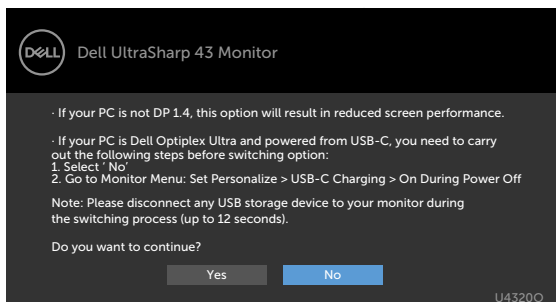 DELL
Dell UltraSharp 43 Monitor
· If your PC is not DP 1.4, this option will result in reduced screen performance.
· If your PC is Dell Optiplex Ultra and powered from USB-C, you need to carry
out the following steps before switching option:
1. Select ‘ No’
2. Go to Monitor Menu: Set Personalize > USB-C Charging > On During Power Off
Note: Please disconnect any USB storage device to your monitor during
the switching process (up to 12 seconds).
Do you want to continue?
Yes No
U4320Q